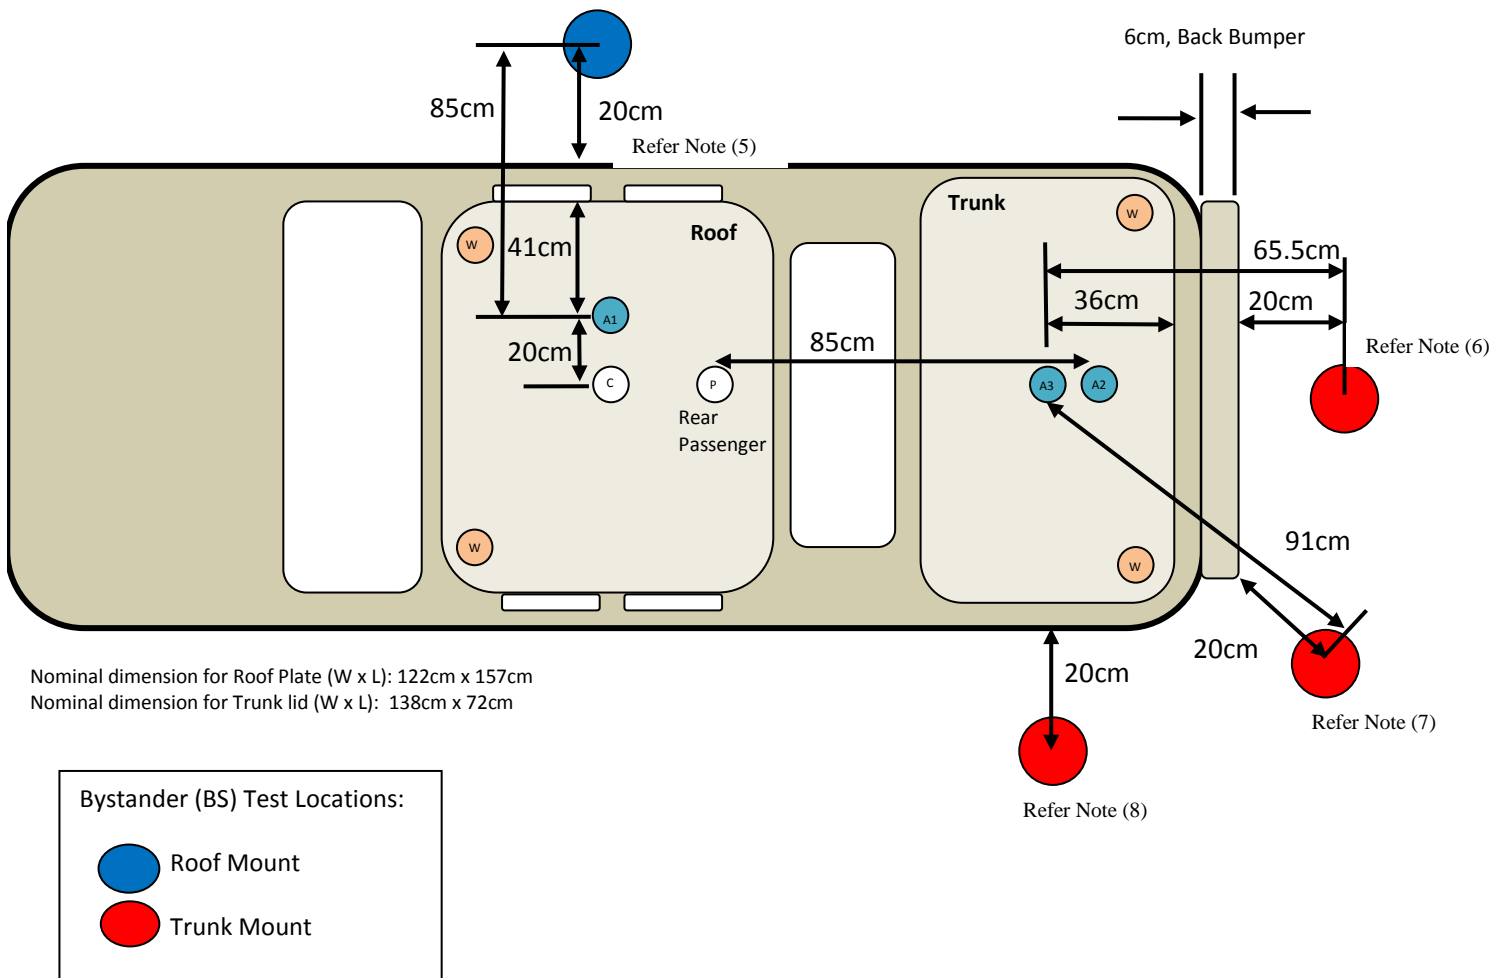 6cm, Back Bumper
85cm
20cm
Refer Note (5)
Trunk
W
Roof
W
41cm
65.5cm
36cm
20cm
A1
20cm
85cm
Refer Note (6)
C
P
A3
A2
Rear
Passenger
W
W
91cm
20cm
20cm
Nominal dimension for Roof Plate (W x L): 122cm x 157cm
Nominal dimension for Trunk lid (W x L): 138cm x 72cm
Refer Note (7)
Refer Note (8)
Bystander (BS) Test Locations:
Roof Mount
Trunk Mount